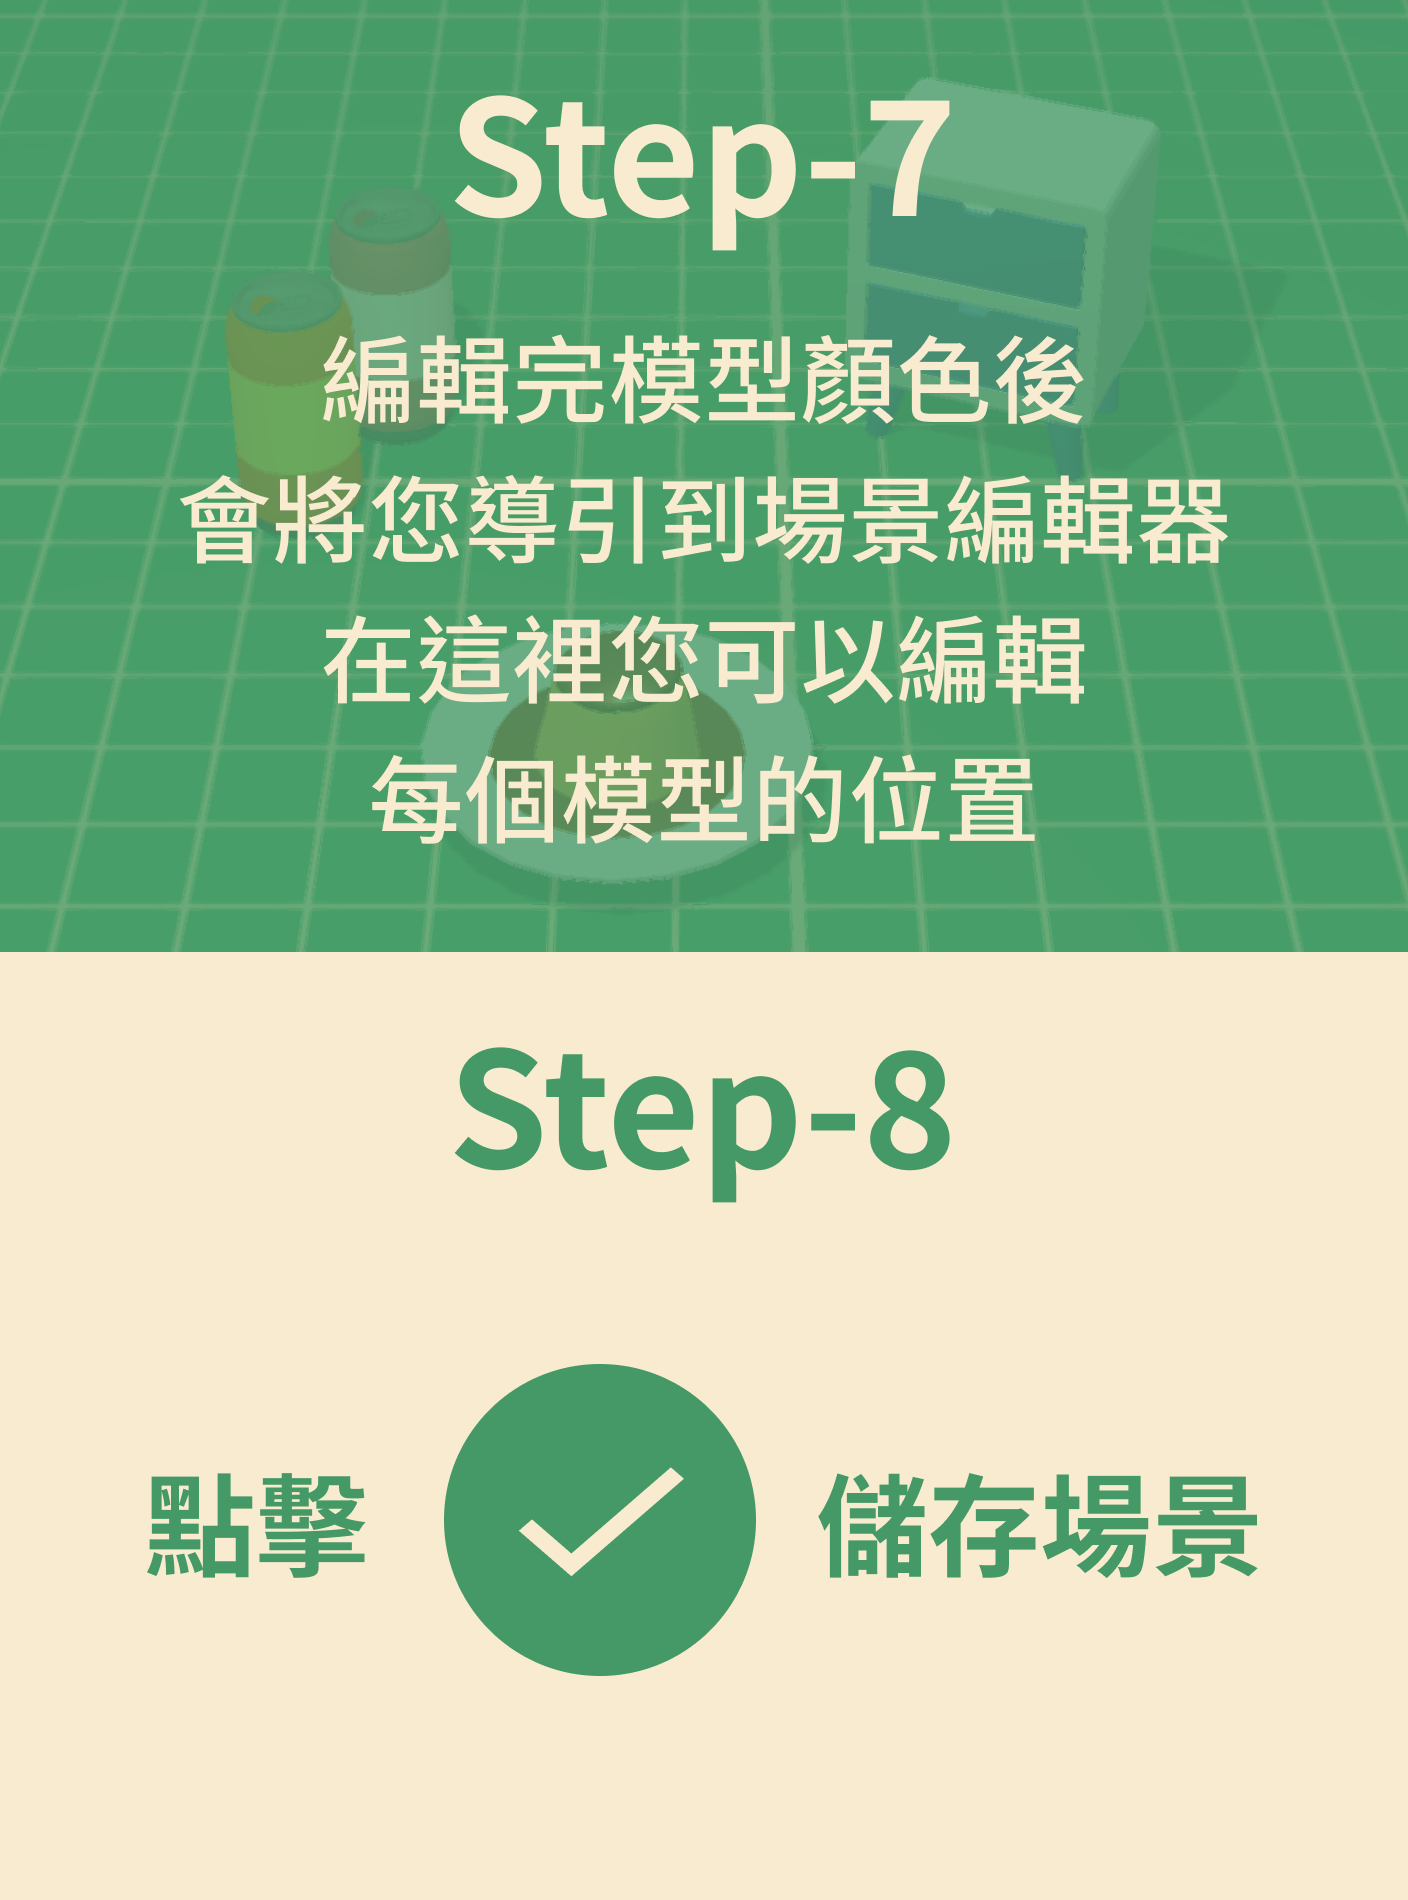 Step-7
編輯完模型顏色後
會將您導引到場景編輯器
在這裡您可以編輯
每個模型的位置
Step-8
點擊 儲存場景